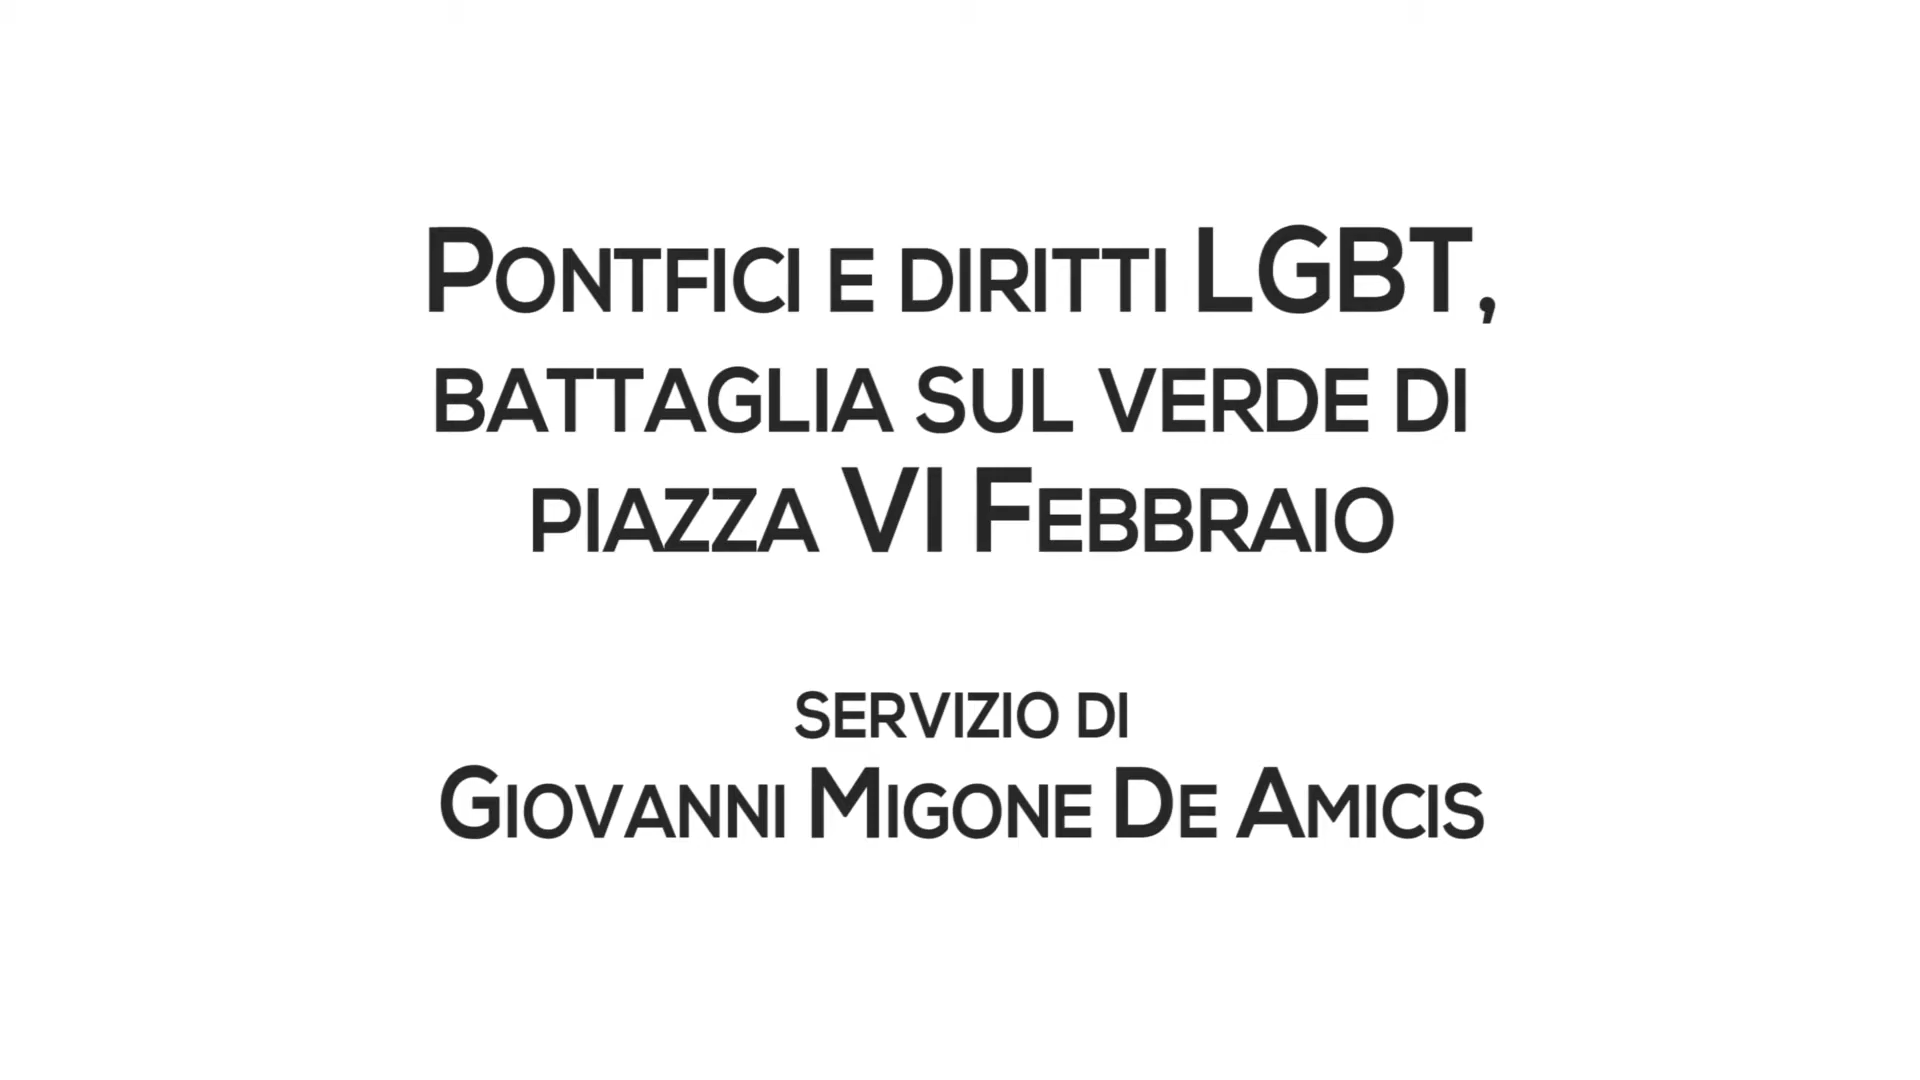 Pontfici e diritti LGBT,
battaglia sul verde di
piazza VI Febbraio
servizio di
Giovanni Migone De Amicis